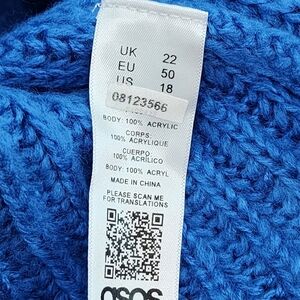 UK 22
EU 50
US 18
08123566
BODY: 100% ACRYLIC
CORPS:
100% ACRYLIQUE
CUERPO:
100% ACRÍLICO
BODY: 100% ACRYL
MADE IN CHINA
PLEASE SCAN ME
FOR TRANSLATIONS
asos